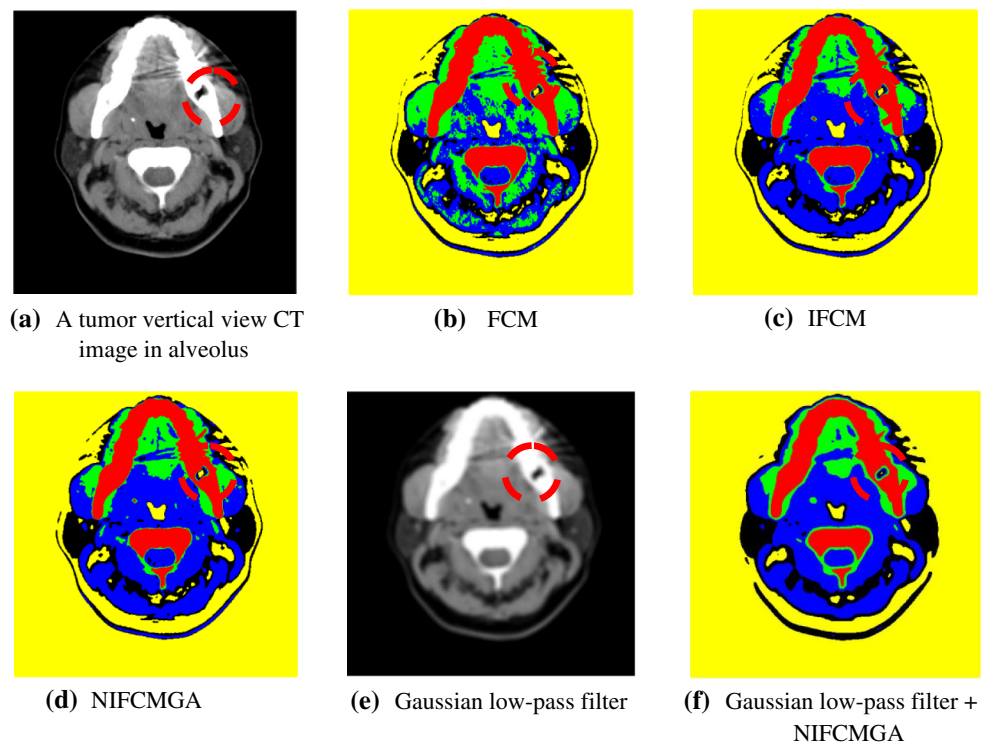 (a) A tumor vertical view CT
image in alveolus
(b) FCM
(c) IFCM
(d) NIFCMGA
(e) Gaussian low-pass filter
(f) Gaussian low-pass filter +
NIFCMGA